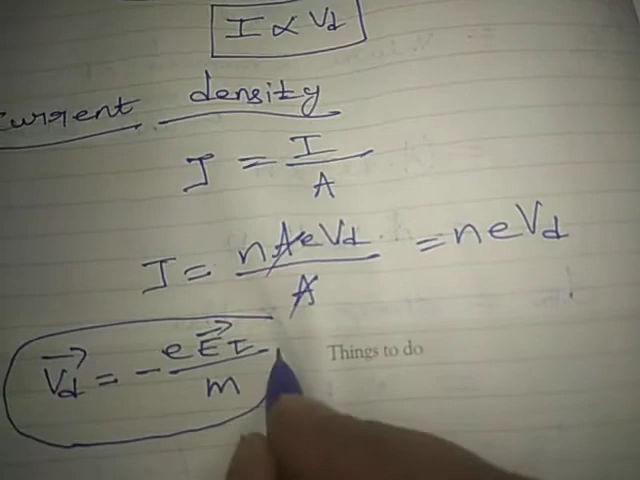 I ∝ Vd
Current density
J = I / A
J = nAeVd / A = neVd
Things to do
Vd = - eEτ / m